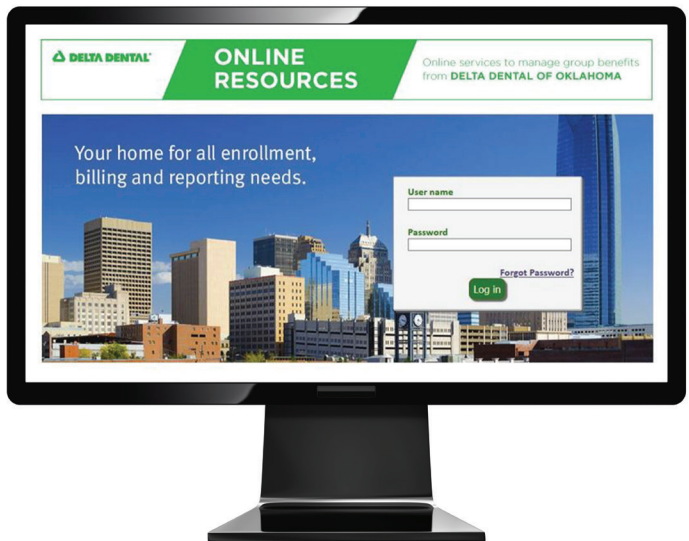 DELTA DENTAL
ONLINE
RESOURCES
Online services to manage group benefits
from DELTA DENTAL OF OKLAHOMA
Your home for all enrollment,
billing and reporting needs.
User name
Password
Forgot Password?
Log in